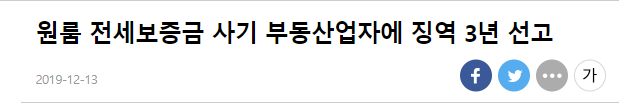 원룸 전세보증금 사기 부동산업자에 징역 3년 선고
2019-12-13
가